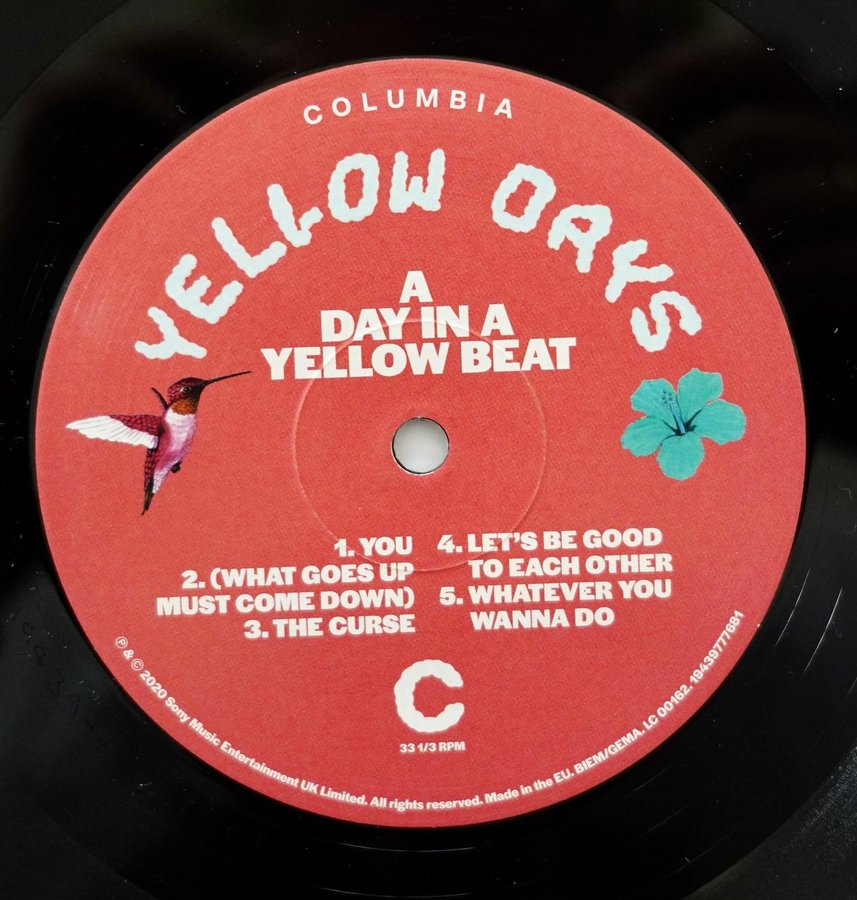 COLUMBIA
YELLOW DAYS
A
DAY IN A
YELLOW BEAT
1. YOU
2. (WHAT GOES UP
MUST COME DOWN)
3. THE CURSE
4. LET'S BE GOOD
TO EACH OTHER
5. WHATEVER YOU
WANNA DO
C
33 1/3 RPM
℗ & © 2020 Sony Music Entertainment UK Limited. All rights reserved. Made in the EU. BIEM/GEMA. LC 00162. 19439777681